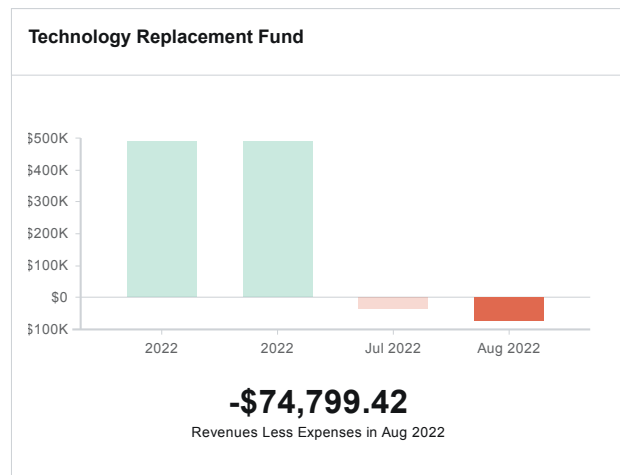 Technology Replacement Fund
$500K
$400K
$300K
$200K
$100K
$0
$100K
2022
2022
Jul 2022
Aug 2022
-$74,799.42
Revenues Less Expenses in Aug 2022